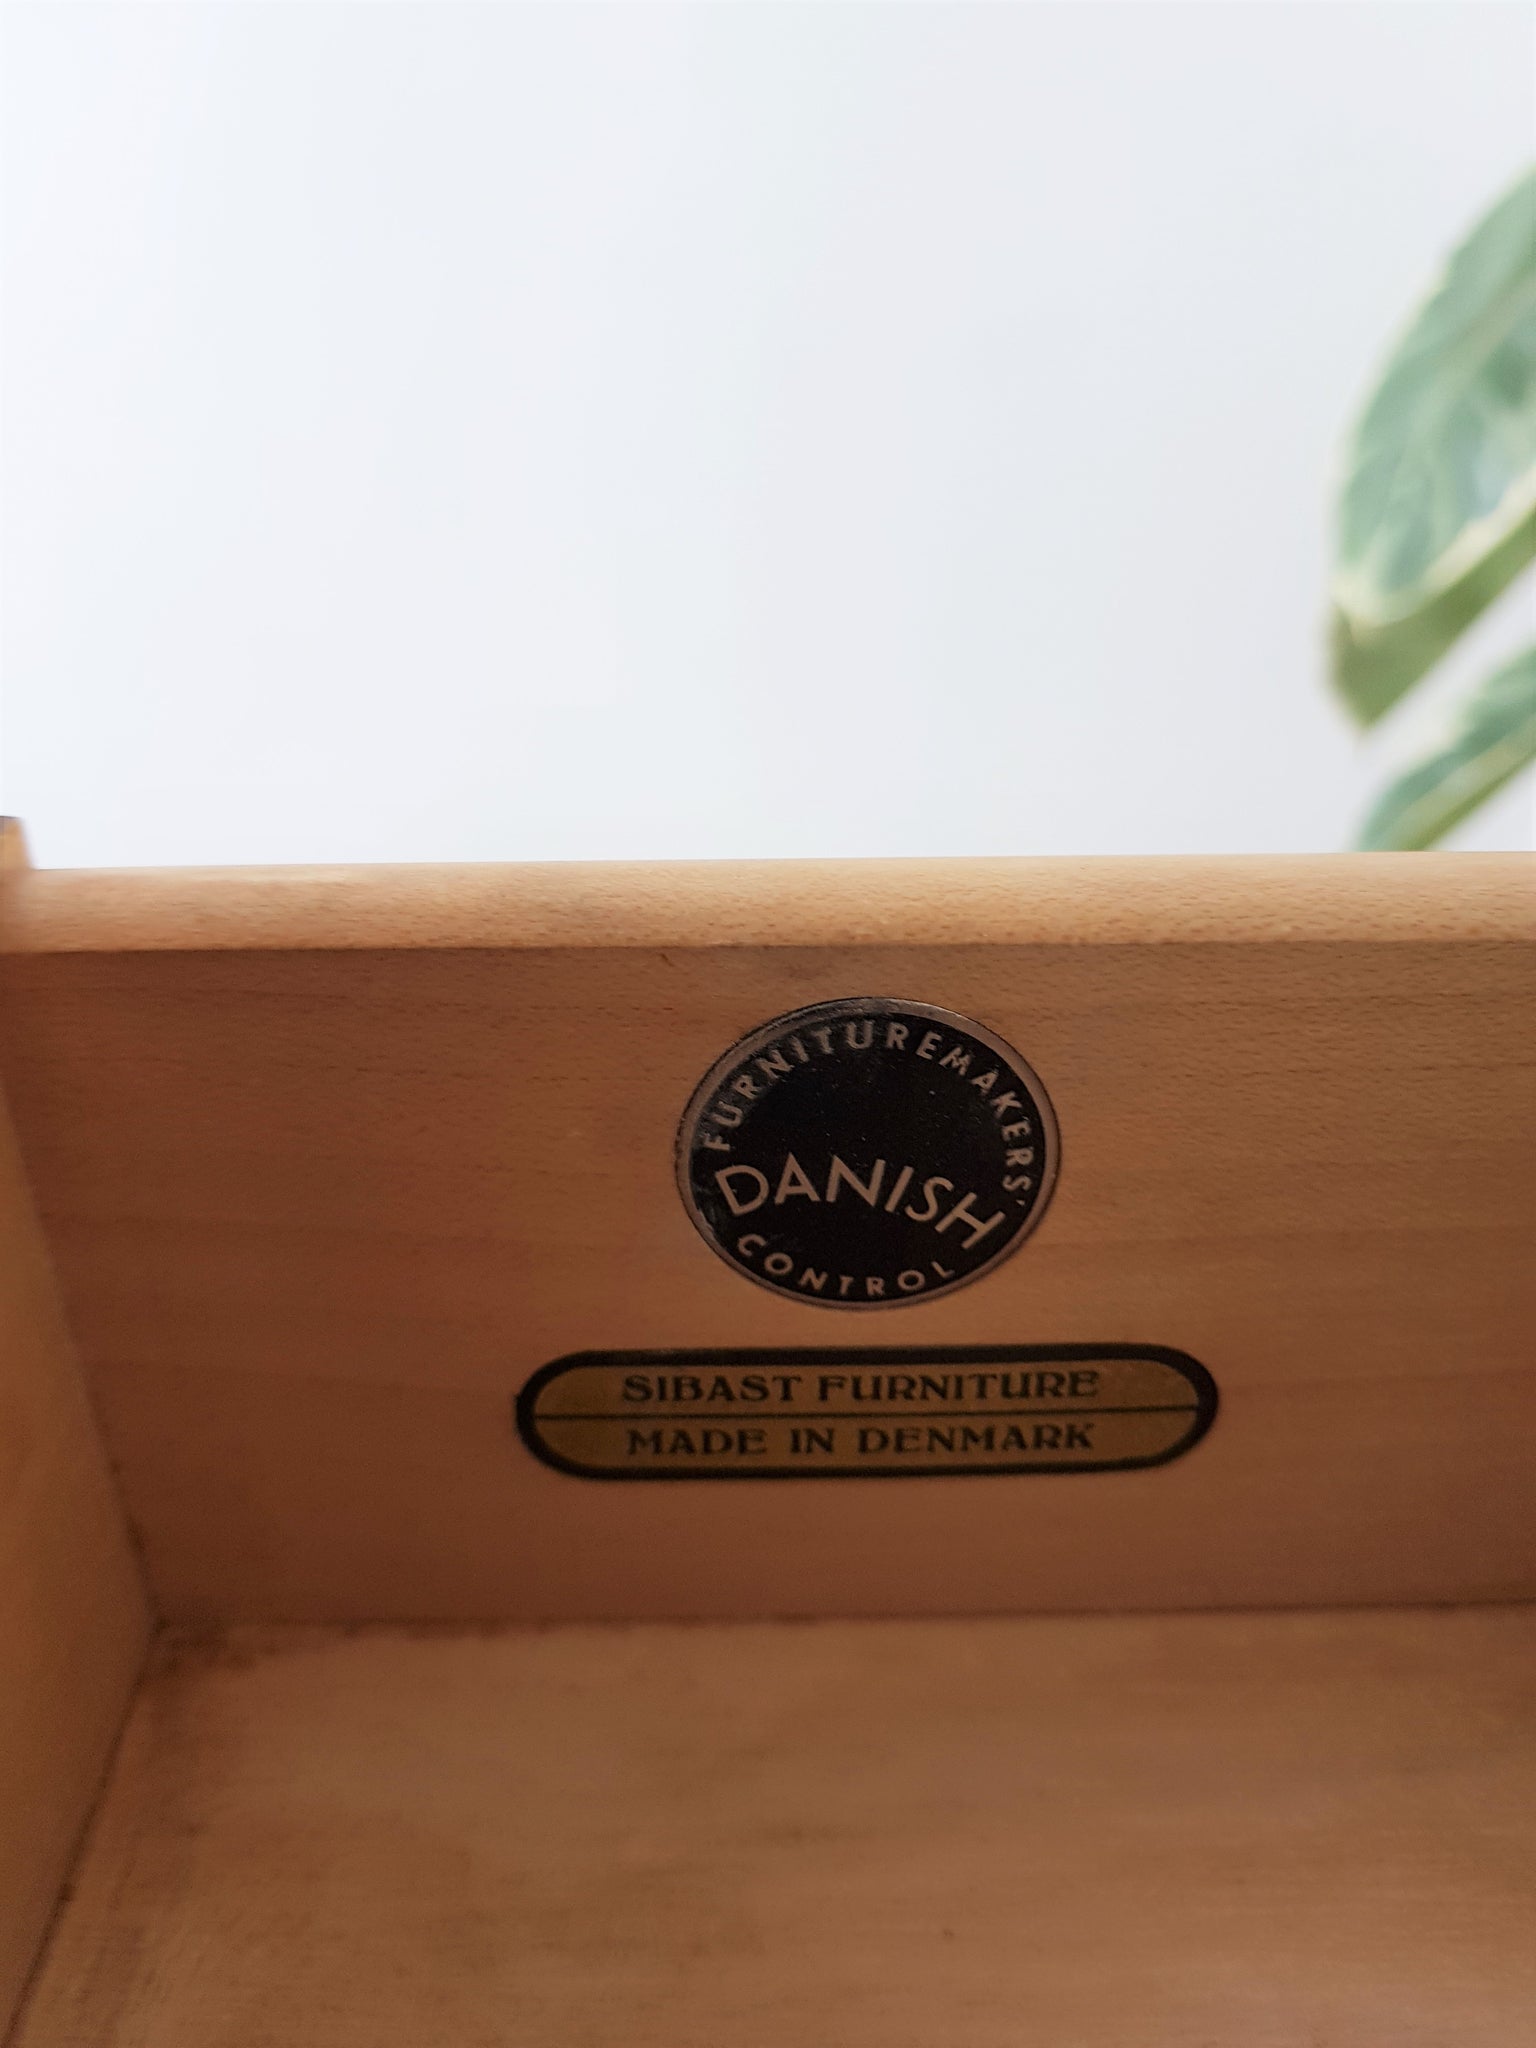 FURNITUREMAKERS'
DANISH
CONTROL
SIBAST FURNITURE
MADE IN DENMARK